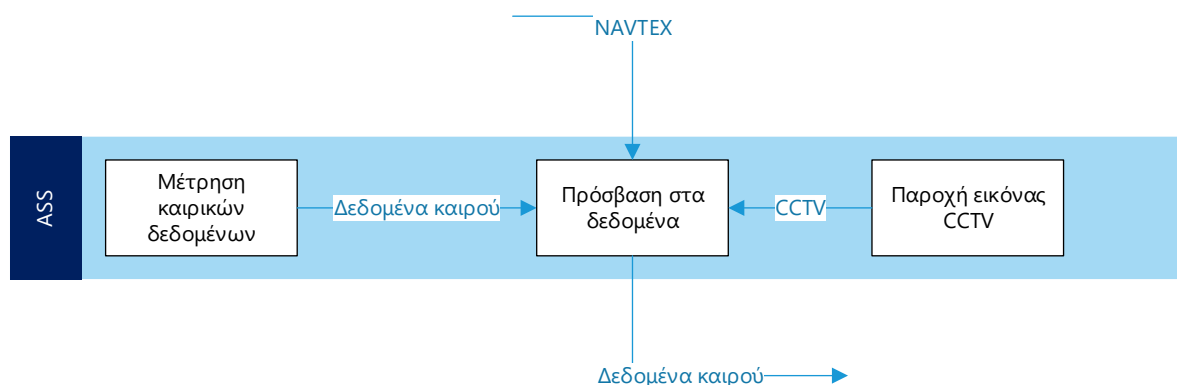 NAVTEX
ASS
Μέτρηση
καιρικών
δεδομένων
Δεδομένα καιρού
Πρόσβαση στα
δεδομένα
CCTV
Παροχή εικόνας
CCTV
Δεδομένα καιρού